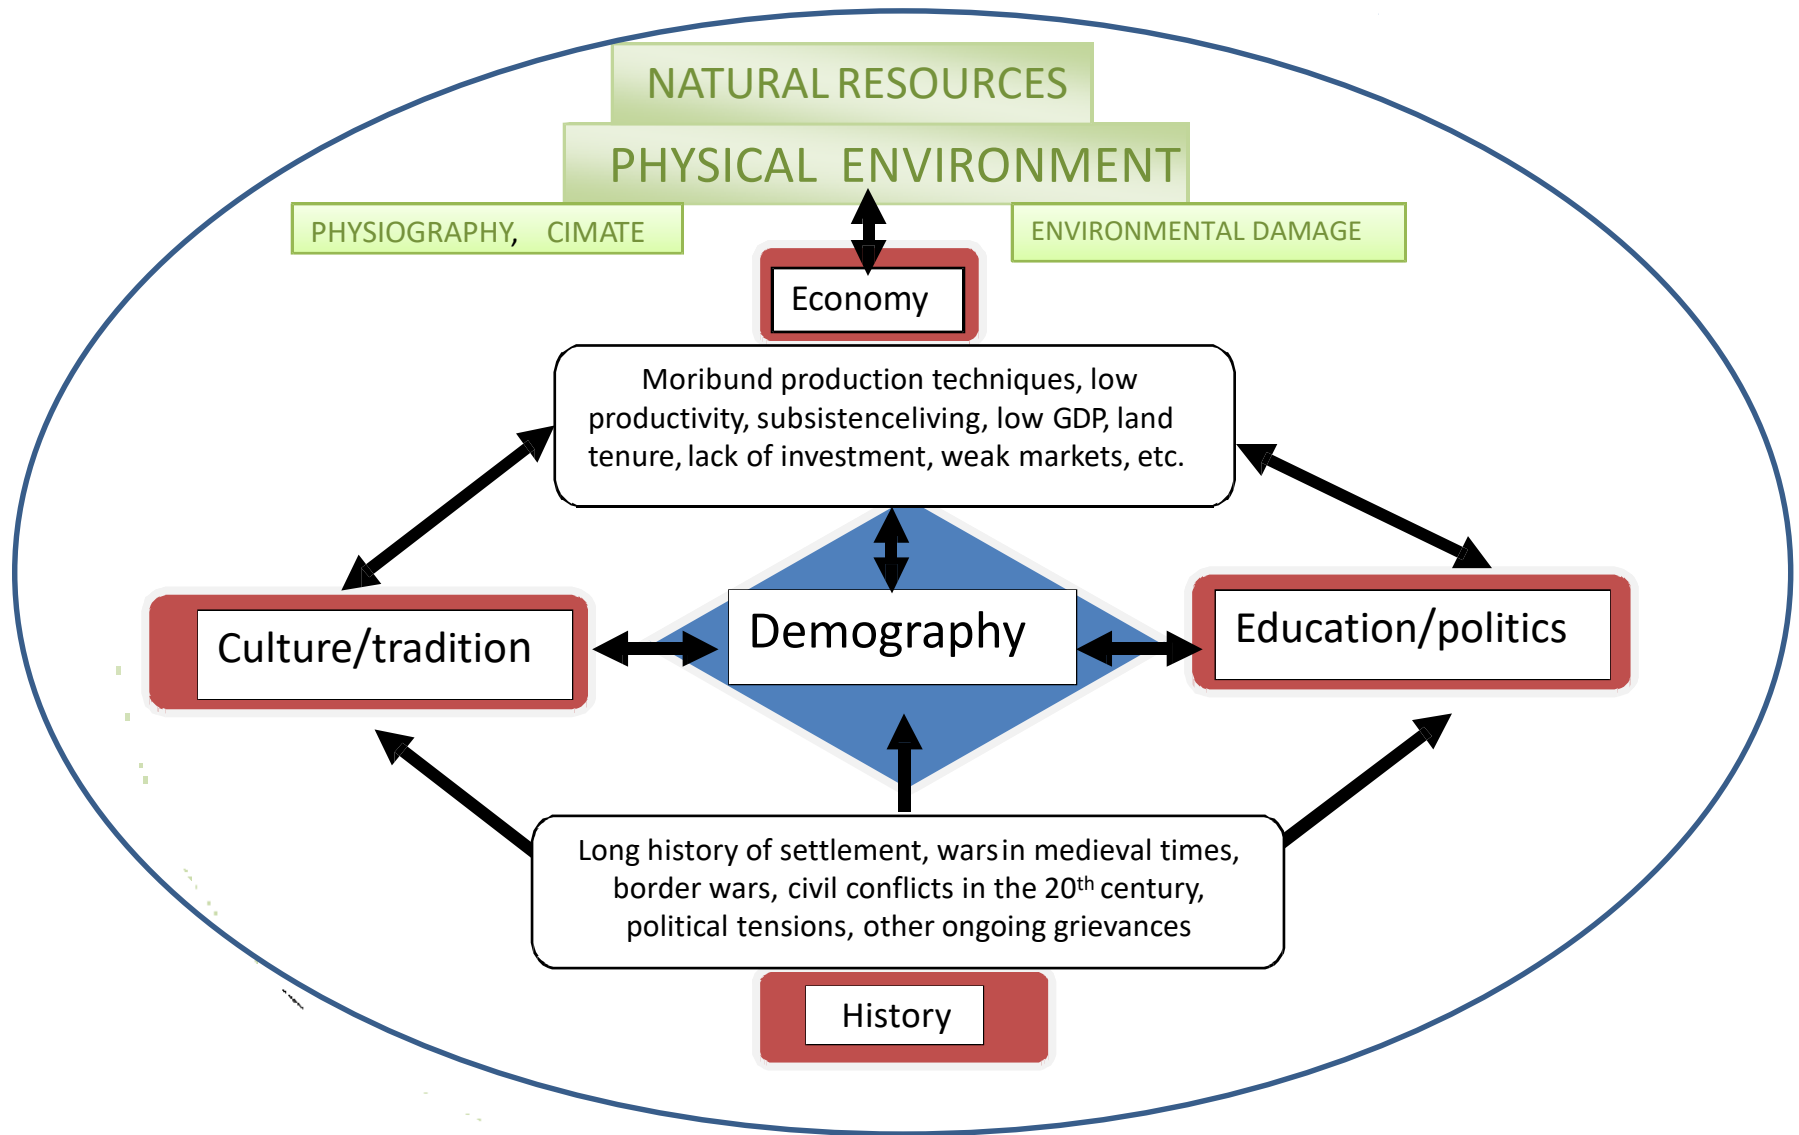 NATURAL RESOURCES
PHYSICAL ENVIRONMENT
PHYSIOGRAPHY, CIMATE
ENVIRONMENTAL DAMAGE
Economy
Moribund production techniques, low
productivity, subsistenceliving, low GDP, land
tenure, lack of investment, weak markets, etc.
Culture/tradition
Demography
Education/politics
Long history of settlement, warsin medieval times,
border wars, civil conflicts in the 20th century,
political tensions, other ongoing grievances
History